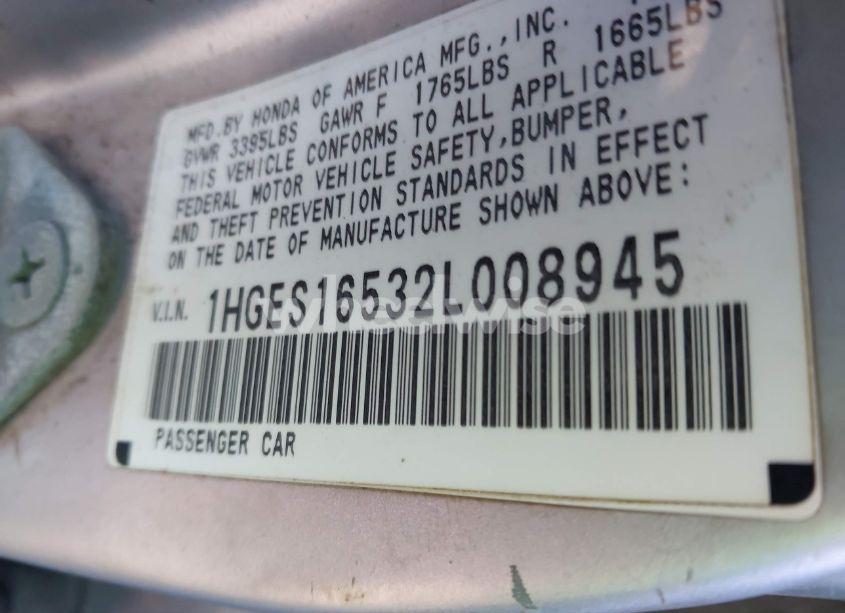 MFD.BY HONDA OF AMERICA MFG.,INC.
GVWR 3395LBS GAWR F 1765LBS R 1665LBS
THIS VEHICLE CONFORMS TO ALL APPLICABLE
FEDERAL MOTOR VEHICLE SAFETY,BUMPER,
AND THEFT PREVENTION STANDARDS IN EFFECT
ON THE DATE OF MANUFACTURE SHOWN ABOVE:
V.I.N. 1HGES16532L008945
wheelwise
PASSENGER CAR